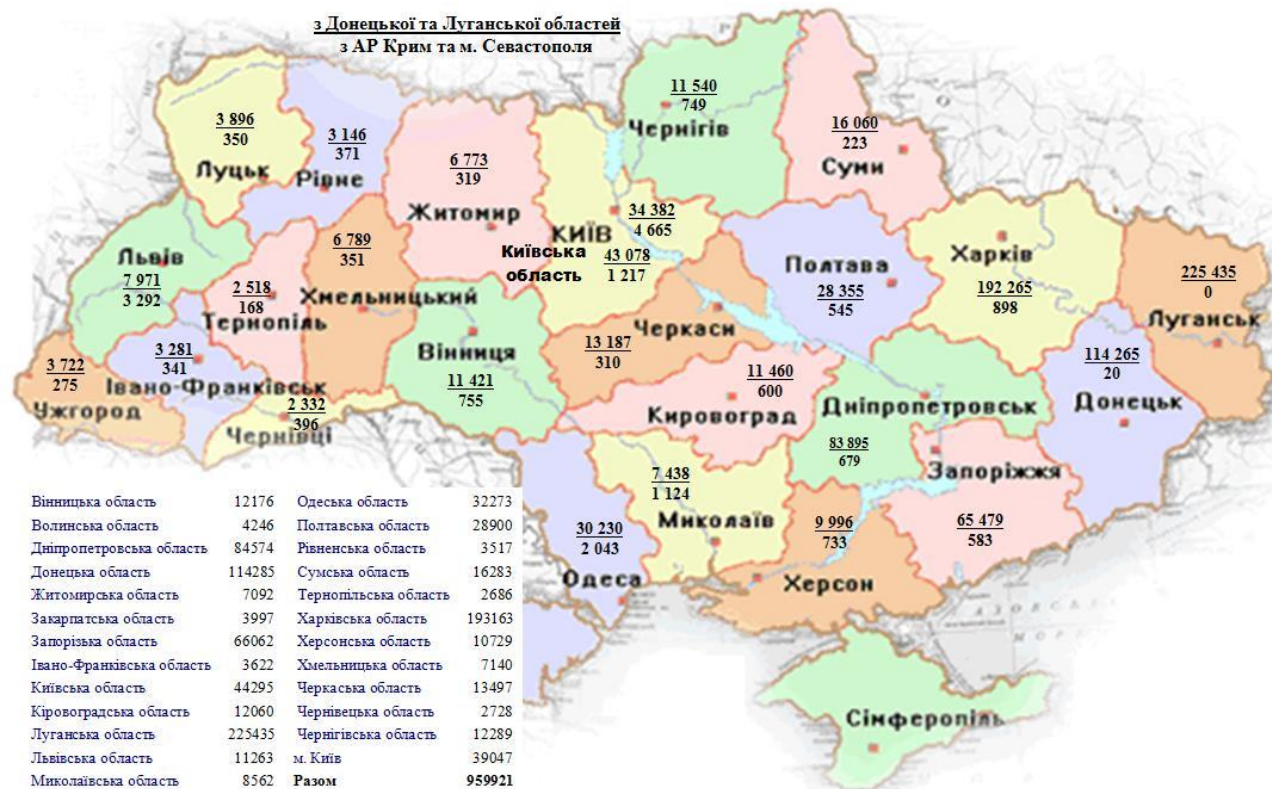 з Донецької та Луганської областей
з АР Крим та м. Севастополя
11 540
749
Чернігів
16 060
223
Суми
3 896
350
Луцьк
3 146
371
Рівне
6 773
319
Житомир
34 382
4 665
КИЇВ
Київська
область
43 078
1 217
Львів
7 971
3 292
2 518
168
Тернопіль
6 789
351
Хмельницький
Полтава
28 355
545
Харків
192 265
898
225 435
0
Луганськ
3 722
275
Ужгород
3 281
341
Івано-Франківськ
2 332
396
Чернівці
Вінниця
11 421
755
Черкаси
13 187
310
11 460
600
Кировоград
Дніпропетровськ
83 895
679
114 265
20
Донецьк
Запоріжжя
65 479
583
7 438
1 124
Миколаїв
9 996
733
Херсон
30 230
2 043
Одеса
АЗОВСЬКЕ
МОРЕ
Сімферопіль
Вінницька область 12176 Одеська область 32273
Волинська область 4246 Полтавська область 28900
Дніпропетровська область 84574 Рівненська область 3517
Донецька область 114285 Сумська область 16283
Житомирська область 7092 Тернопільська область 2686
Закарпатська область 3997 Харківська область 193163
Запорізька область 66062 Херсонська область 10729
Івано-Франківська область 3622 Хмельницька область 7140
Київська область 44295 Черкаська область 13497
Кіровоградська область 12060 Чернівецька область 2728
Луганська область 225435 Чернігівська область 12289
Львівська область 11263 м. Київ 39047
Миколаївська область 8562 Разом 959921